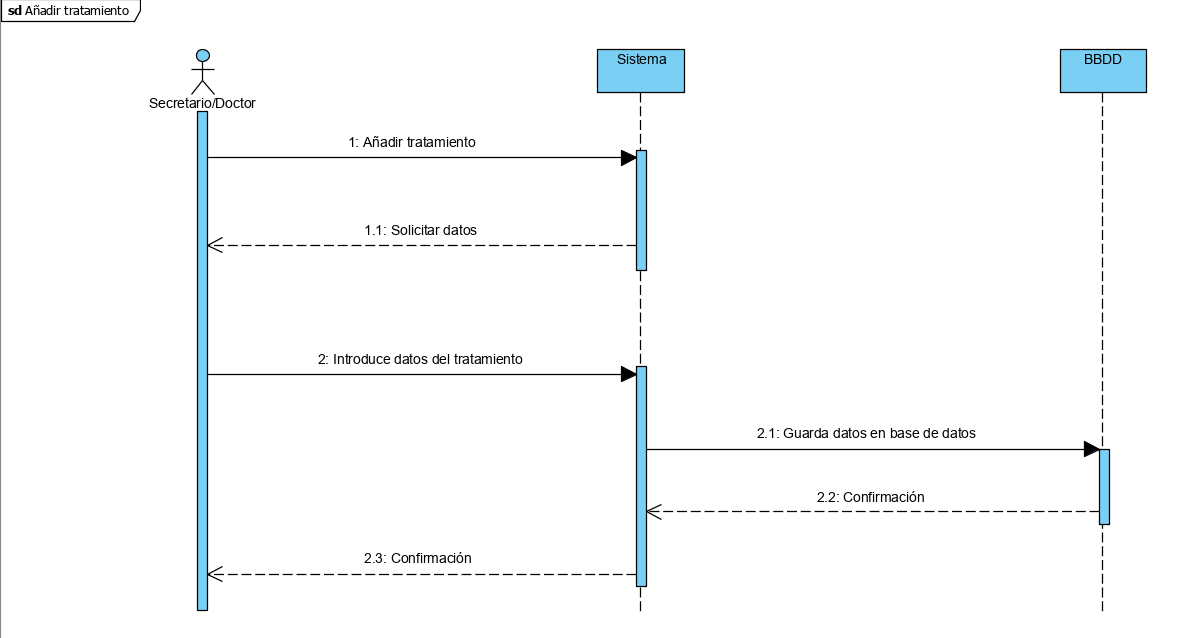 sd Añadir tratamiento
Sistema
BBDD
Secretario/Doctor
1: Añadir tratamiento
1.1: Solicitar datos
2: Introduce datos del tratamiento
2.1: Guarda datos en base de datos
2.2: Confirmación
2.3: Confirmación